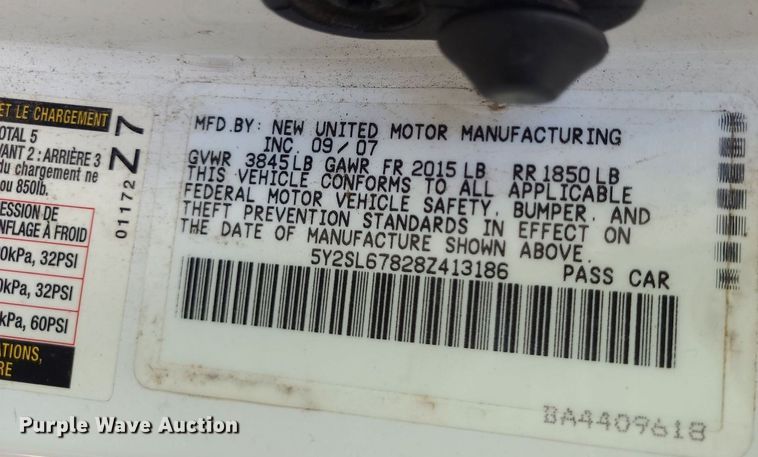 ET LE CHARGEMENT
TOTAL 5
VANT 2 : ARRIÈRE 3
du chargement ne
ou 850lb.
ESSION DE
NFLAGE À FROID
0kPa, 32PSI
0kPa, 32PSI
kPa, 60PSI
ATIONS,
RE
01172 Z7
MFD.BY: NEW UNITED MOTOR MANUFACTURING
INC. 09/07
GVWR 3845LB GAWR FR 2015LB RR 1850LB
THIS VEHICLE CONFORMS TO ALL APPLICABLE
FEDERAL MOTOR VEHICLE SAFETY, BUMPER, AND
THEFT PREVENTION STANDARDS IN EFFECT ON
THE DATE OF MANUFACTURE SHOWN ABOVE.
5Y2SL67828Z413186 PASS CAR
BA4409618
Purple Wave Auction